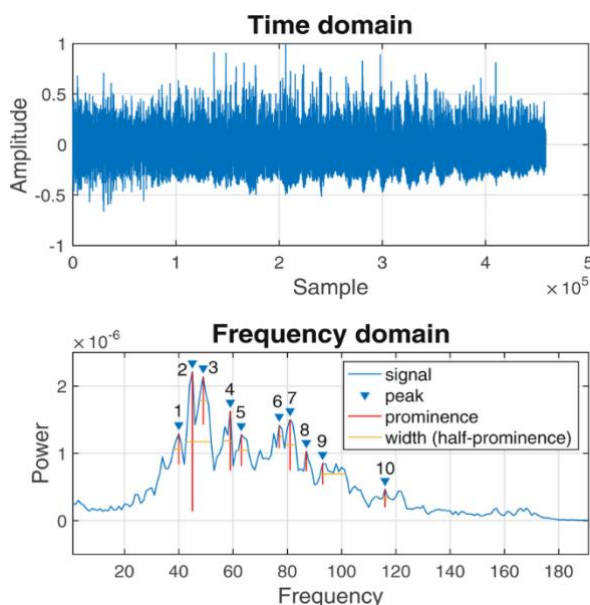 Time domain
1
0.5
0
-0.5
-1
Amplitude
0 1 2 3 4 5
Sample
× 10^5
× 10^-6
Frequency domain
2
1
0
Power
1 2 3 4 5 6 7 8 9 10
signal
peak
prominence
width (half-prominence)
20 40 60 80 100 120 140 160 180
Frequency